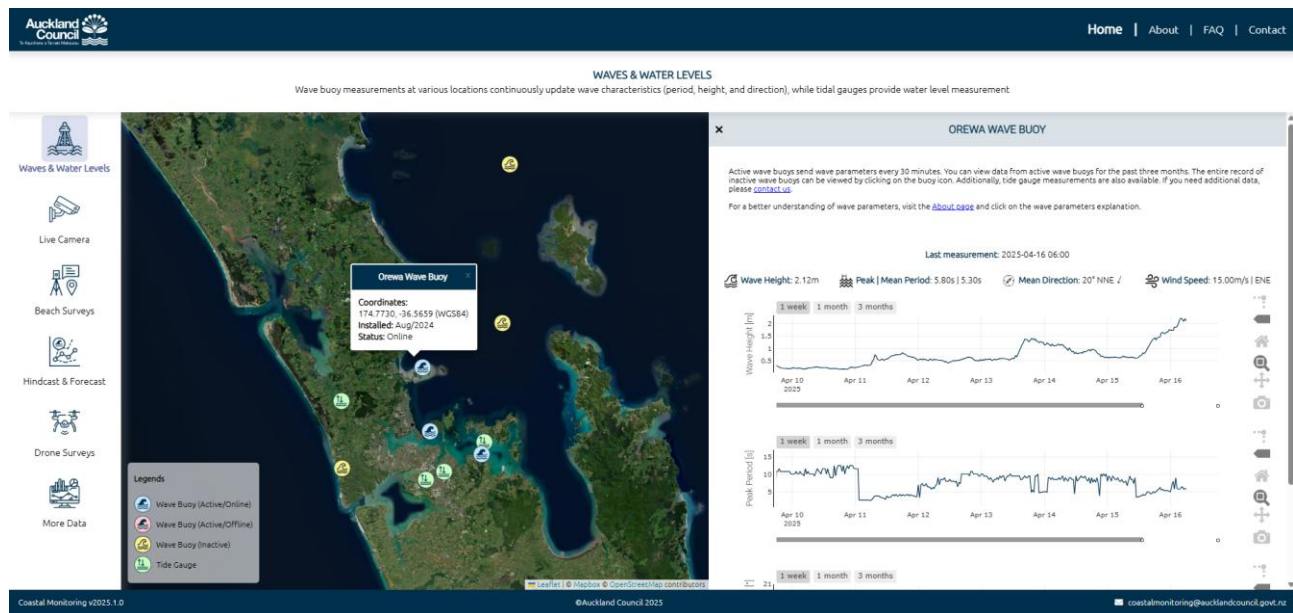 Auckland
Council
Home | About | FAQ | Contact
WAVES & WATER LEVELS
Wave buoy measurements at various locations continuously update wave characteristics (period, height, and direction), while tidal gauges provide water level measurement
Waves & Water Levels
Live Camera
Beach Surveys
Hindcast & Forecast
Drone Surveys
More Data
Orewa Wave Buoy ×
Coordinates:
174.7730, -36.5659 (WGS84)
Installed: Aug/2024
Status: Online
Legends
Wave Buoy (Active/Online)
Wave Buoy (Active/Offline)
Wave Buoy (Inactive)
Tide Gauge
Leaflet | © Mapbox © OpenStreetMap contributors
× OREWA WAVE BUOY
Active wave buoys send wave parameters every 30 minutes. You can view data from active wave buoys for the past three months. The entire record of
inactive wave buoys can be viewed by clicking on the buoy icon. Additionally, tide gauge measurements are also available. If you need additional data,
please contact us.
For a better understanding of wave parameters, visit the About page and click on the wave parameters explanation.
Last measurement: 2025-04-16 06:00
Wave Height: 2.12m Peak | Mean Period: 5.80s | 5.30s Mean Direction: 20° NNE Wind Speed: 15.00m/s | ENE
1 week 1 month 3 months
Wave Height [m]
2
1.5
1
0.5
Apr 10 Apr 11 Apr 12 Apr 13 Apr 14 Apr 15 Apr 16
2025
1 week 1 month 3 months
Peak Period [s]
15
10
5
Apr 10 Apr 11 Apr 12 Apr 13 Apr 14 Apr 15 Apr 16
2025
1 week 1 month 3 months
21
Coastal Monitoring v2025.1.0
©Auckland Council 2025
coastalmonitoring@aucklandcouncil.govt.nz